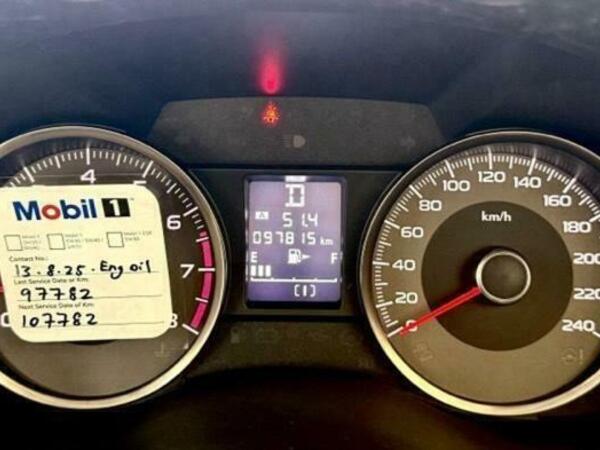 Mobil 1
Contact No.:
13.8.25. Eng oil
Last Service Date or Km:
97782
Next Service Date or Km:
107782
4
6
7
8
D
A 51.4
097815 km
E F
km/h
0
20
40
60
80
100
120
140
160
180
200
220
240